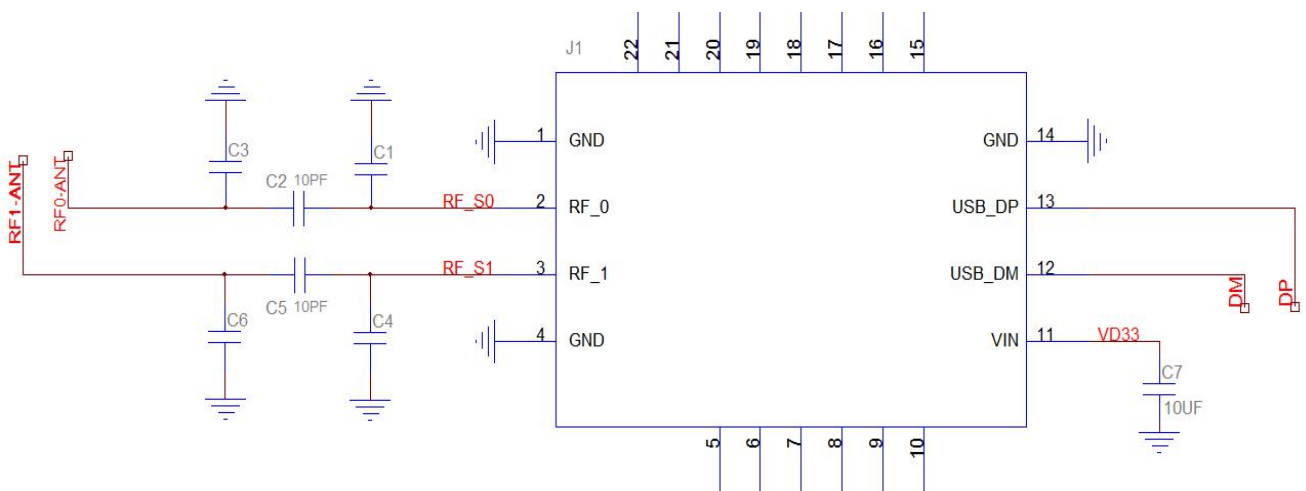 J1
22
21
20
19
18
17
16
15
C3
C1
1
GND
GND
14
RF1-ANT
RF0-ANT
C2 10PF
RF_S0
2
RF_0
USB_DP
13
C5 10PF
RF_S1
3
RF_1
USB_DM
12
DM
DP
C6
C4
4
GND
VIN
11
VD33
C7
10UF
5
6
7
8
9
10